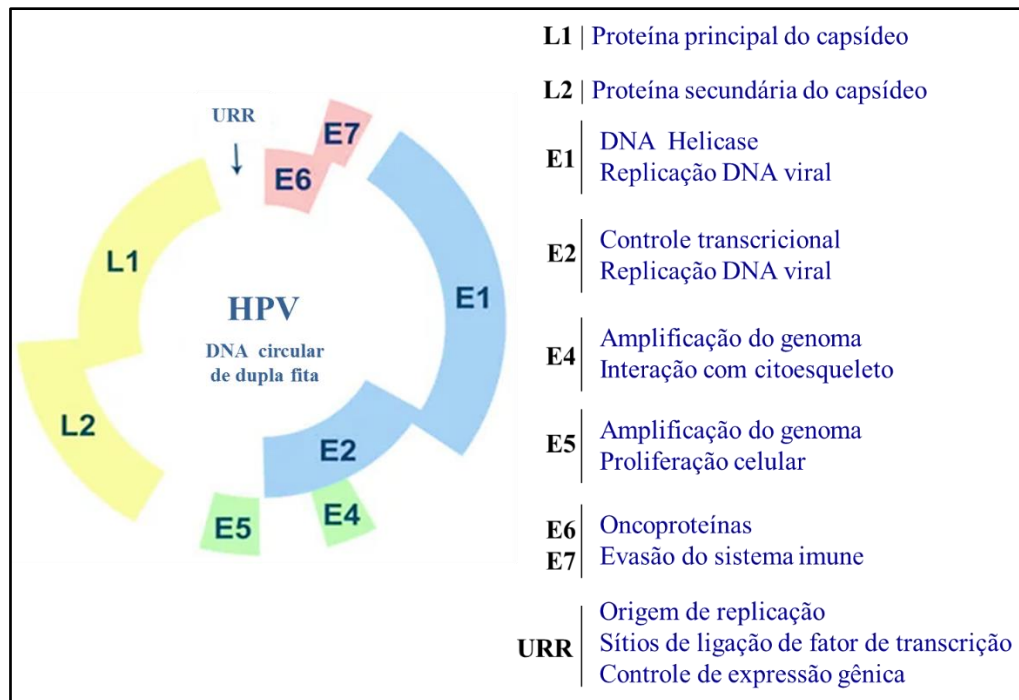 URR
E7
E6
E1
L1
HPV
DNA circular
de dupla fita
L2
E2
E4
E5
L1 | Proteína principal do capsídeo
L2 | Proteína secundária do capsídeo
E1
DNA Helicase
Replicação DNA viral
E2
Controle transcricional
Replicação DNA viral
E4
Amplificação do genoma
Interação com citoesqueleto
E5
Amplificação do genoma
Proliferação celular
E6 Oncoproteínas
E7 Evasão do sistema imune
URR
Origem de replicação
Sítios de ligação de fator de transcrição
Controle de expressão gênica